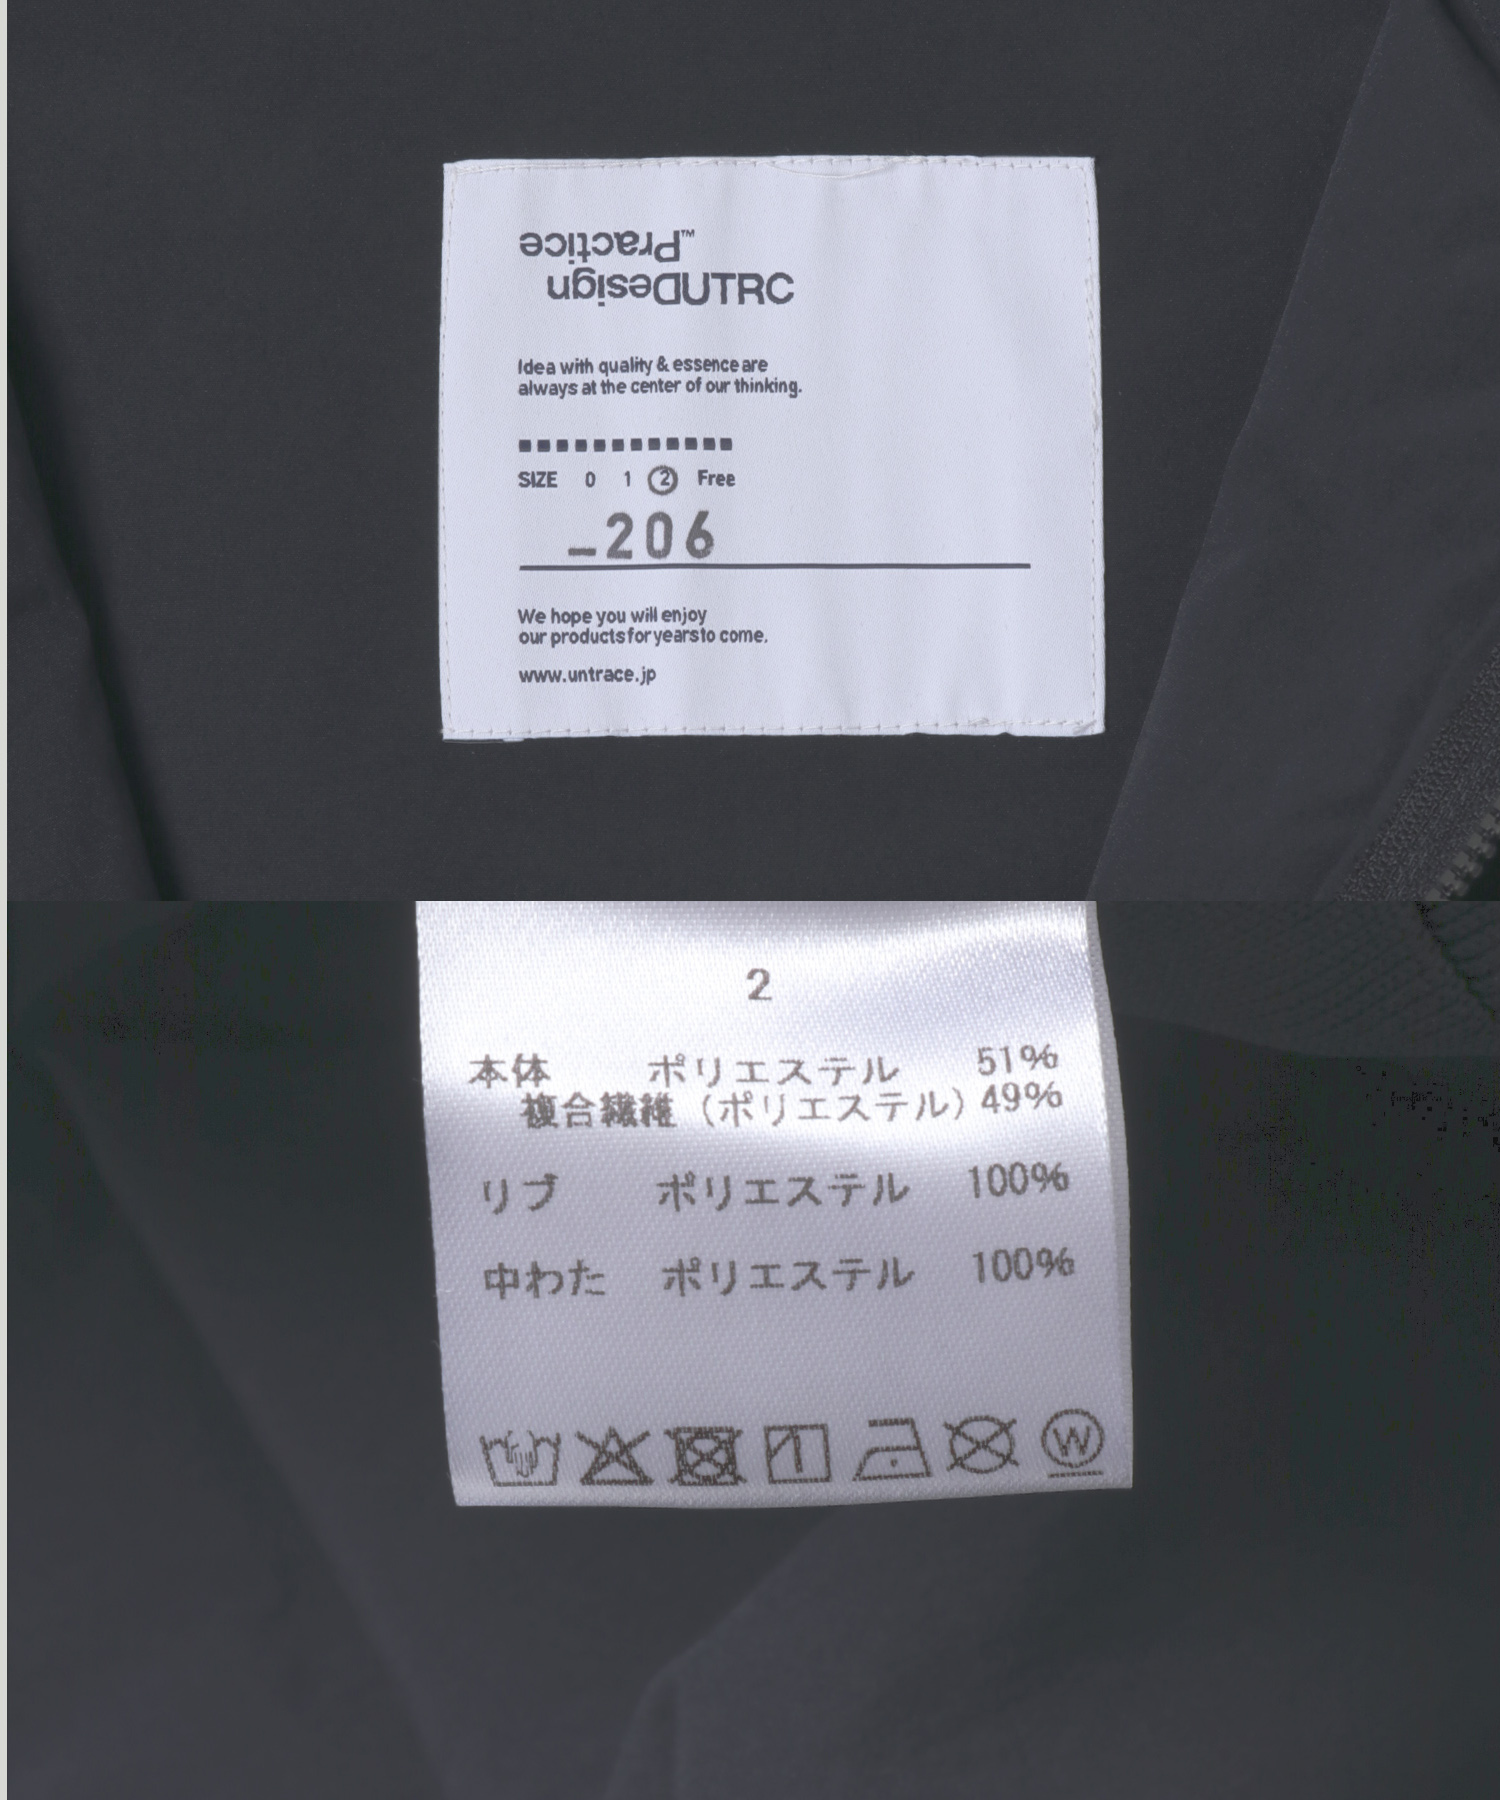 Practice™
DesignUTRC
Idea with quality & essence are
always at the center of our thinking.
SIZE 0 1 2 Free
_206
We hope you will enjoy
our products for years to come.
www.untrace.jp
2
本体 ポリエステル 51%
複合繊維 (ポリエステル) 49%
リブ ポリエステル 100%
中わた ポリエステル 100%
W